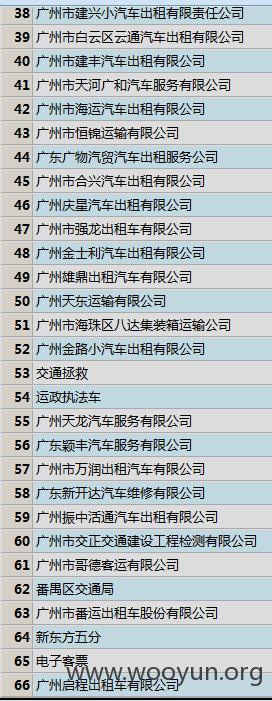 38 广州市建兴小汽车出租有限责任公司
39 广州市白云区云通汽车出租有限公司
40 广州市建丰汽车出租有限公司
41 广州市天河广和汽车服务有限公司
42 广州市海运汽车出租有限公司
43 广州市恒锦运输有限公司
44 广东广物汽贸汽车出租服务公司
45 广州市合兴汽车出租有限公司
46 广州庆星汽车出租有限公司
47 广州市强龙出租车有限公司
48 广州金士利汽车出租有限公司
49 广州雄鼎出租汽车有限公司
50 广州天东运输有限公司
51 广州市海珠区八达集装箱运输公司
52 广州金路小汽车出租有限公司
53 交通拯救
54 运政执法车
55 广州天龙汽车服务有限公司
56 广东颖丰汽车服务有限公司
57 广州市万润出租汽车有限公司
58 广东新开达汽车维修有限公司
59 广州振中活通汽车出租有限公司
60 广州市交正交通建设工程检测有限公司
61 广州市哥德客运有限公司
62 番禺区交通局
63 广州市番运出租车股份有限公司
64 新东方五分
65 电子客票
www.wooyun.org
66 广州启程出租车有限公司